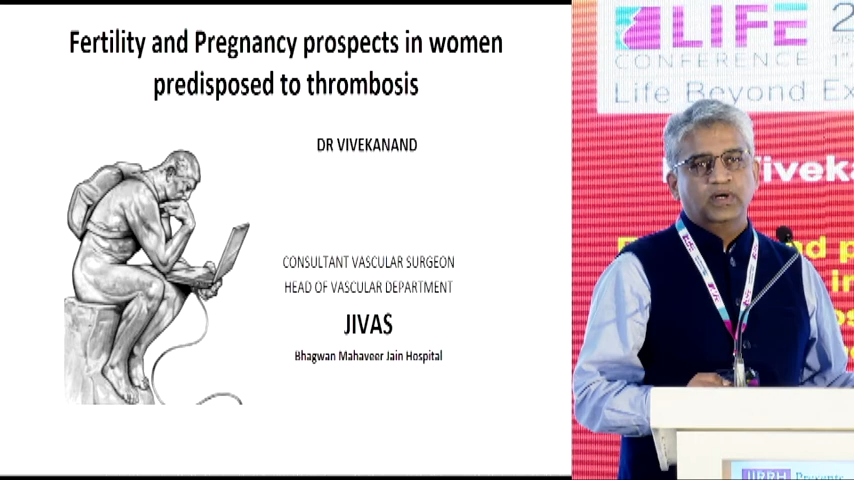 Fertility and Pregnancy prospects in women
predisposed to thrombosis
DR VIVEKANAND
CONSULTANT VASCULAR SURGEON
HEAD OF VASCULAR DEPARTMENT
JIVAS
Bhagwan Mahaveer Jain Hospital
LIFE
CONFERENCE
Life Beyond
Presents